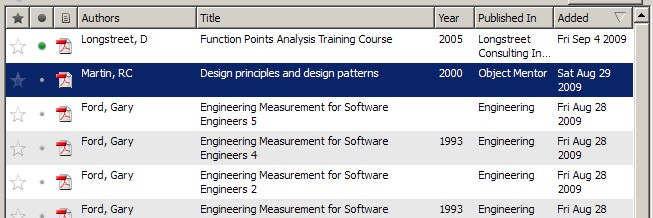 Authors Title Year Published In Added
Longstreet, D Function Points Analysis Training Course 2005 Longstreet Fri Sep 4 2009
Consulting In...
Martin, RC Design principles and design patterns 2000 Object Mentor Sat Aug 29
2009
Ford, Gary Engineering Measurement for Software Engineering Fri Aug 28
Engineers 5 2009
Ford, Gary Engineering Measurement for Software 1993 Engineering Fri Aug 28
Engineers 4 2009
Ford, Gary Engineering Measurement for Software Engineering Fri Aug 28
Engineers 2 2009
Ford, Gary Engineering Measurement for Software 1993 Engineering Fri Aug 28